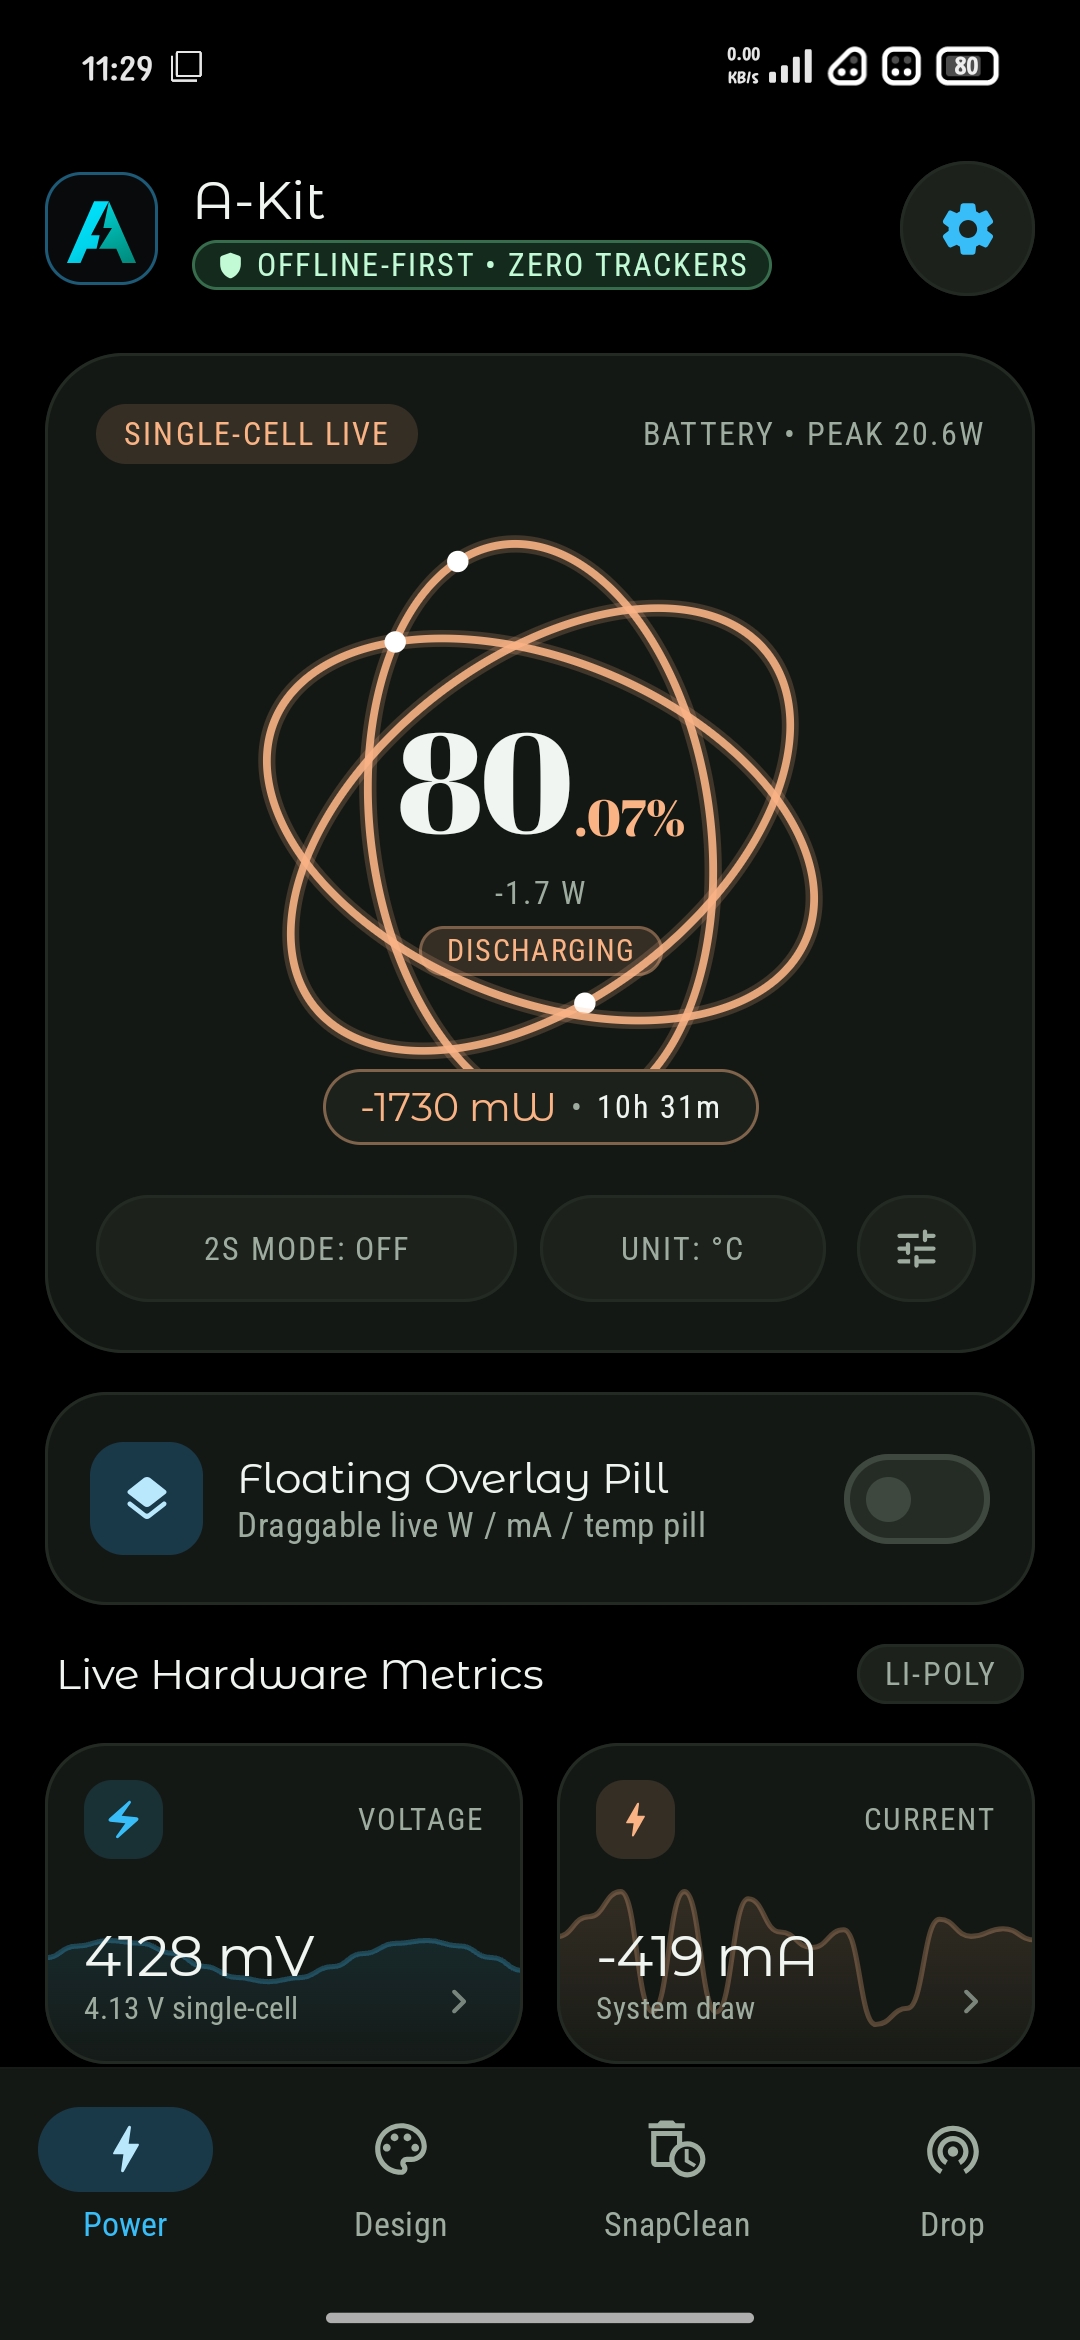 11:29
0.00
KB/s
80
A-Kit
OFFLINE-FIRST • ZERO TRACKERS
SINGLE-CELL LIVE
BATTERY • PEAK 20.6W
80.07%
-1.7 W
DISCHARGING
-1730 mW • 10h 31m
2S MODE: OFF
UNIT: °C
Floating Overlay Pill
Draggable live W / mA / temp pill
Live Hardware Metrics
LI-POLY
VOLTAGE
4128 mV
4.13 V single-cell
CURRENT
-419 mA
System draw
Power
Design
SnapClean
Drop